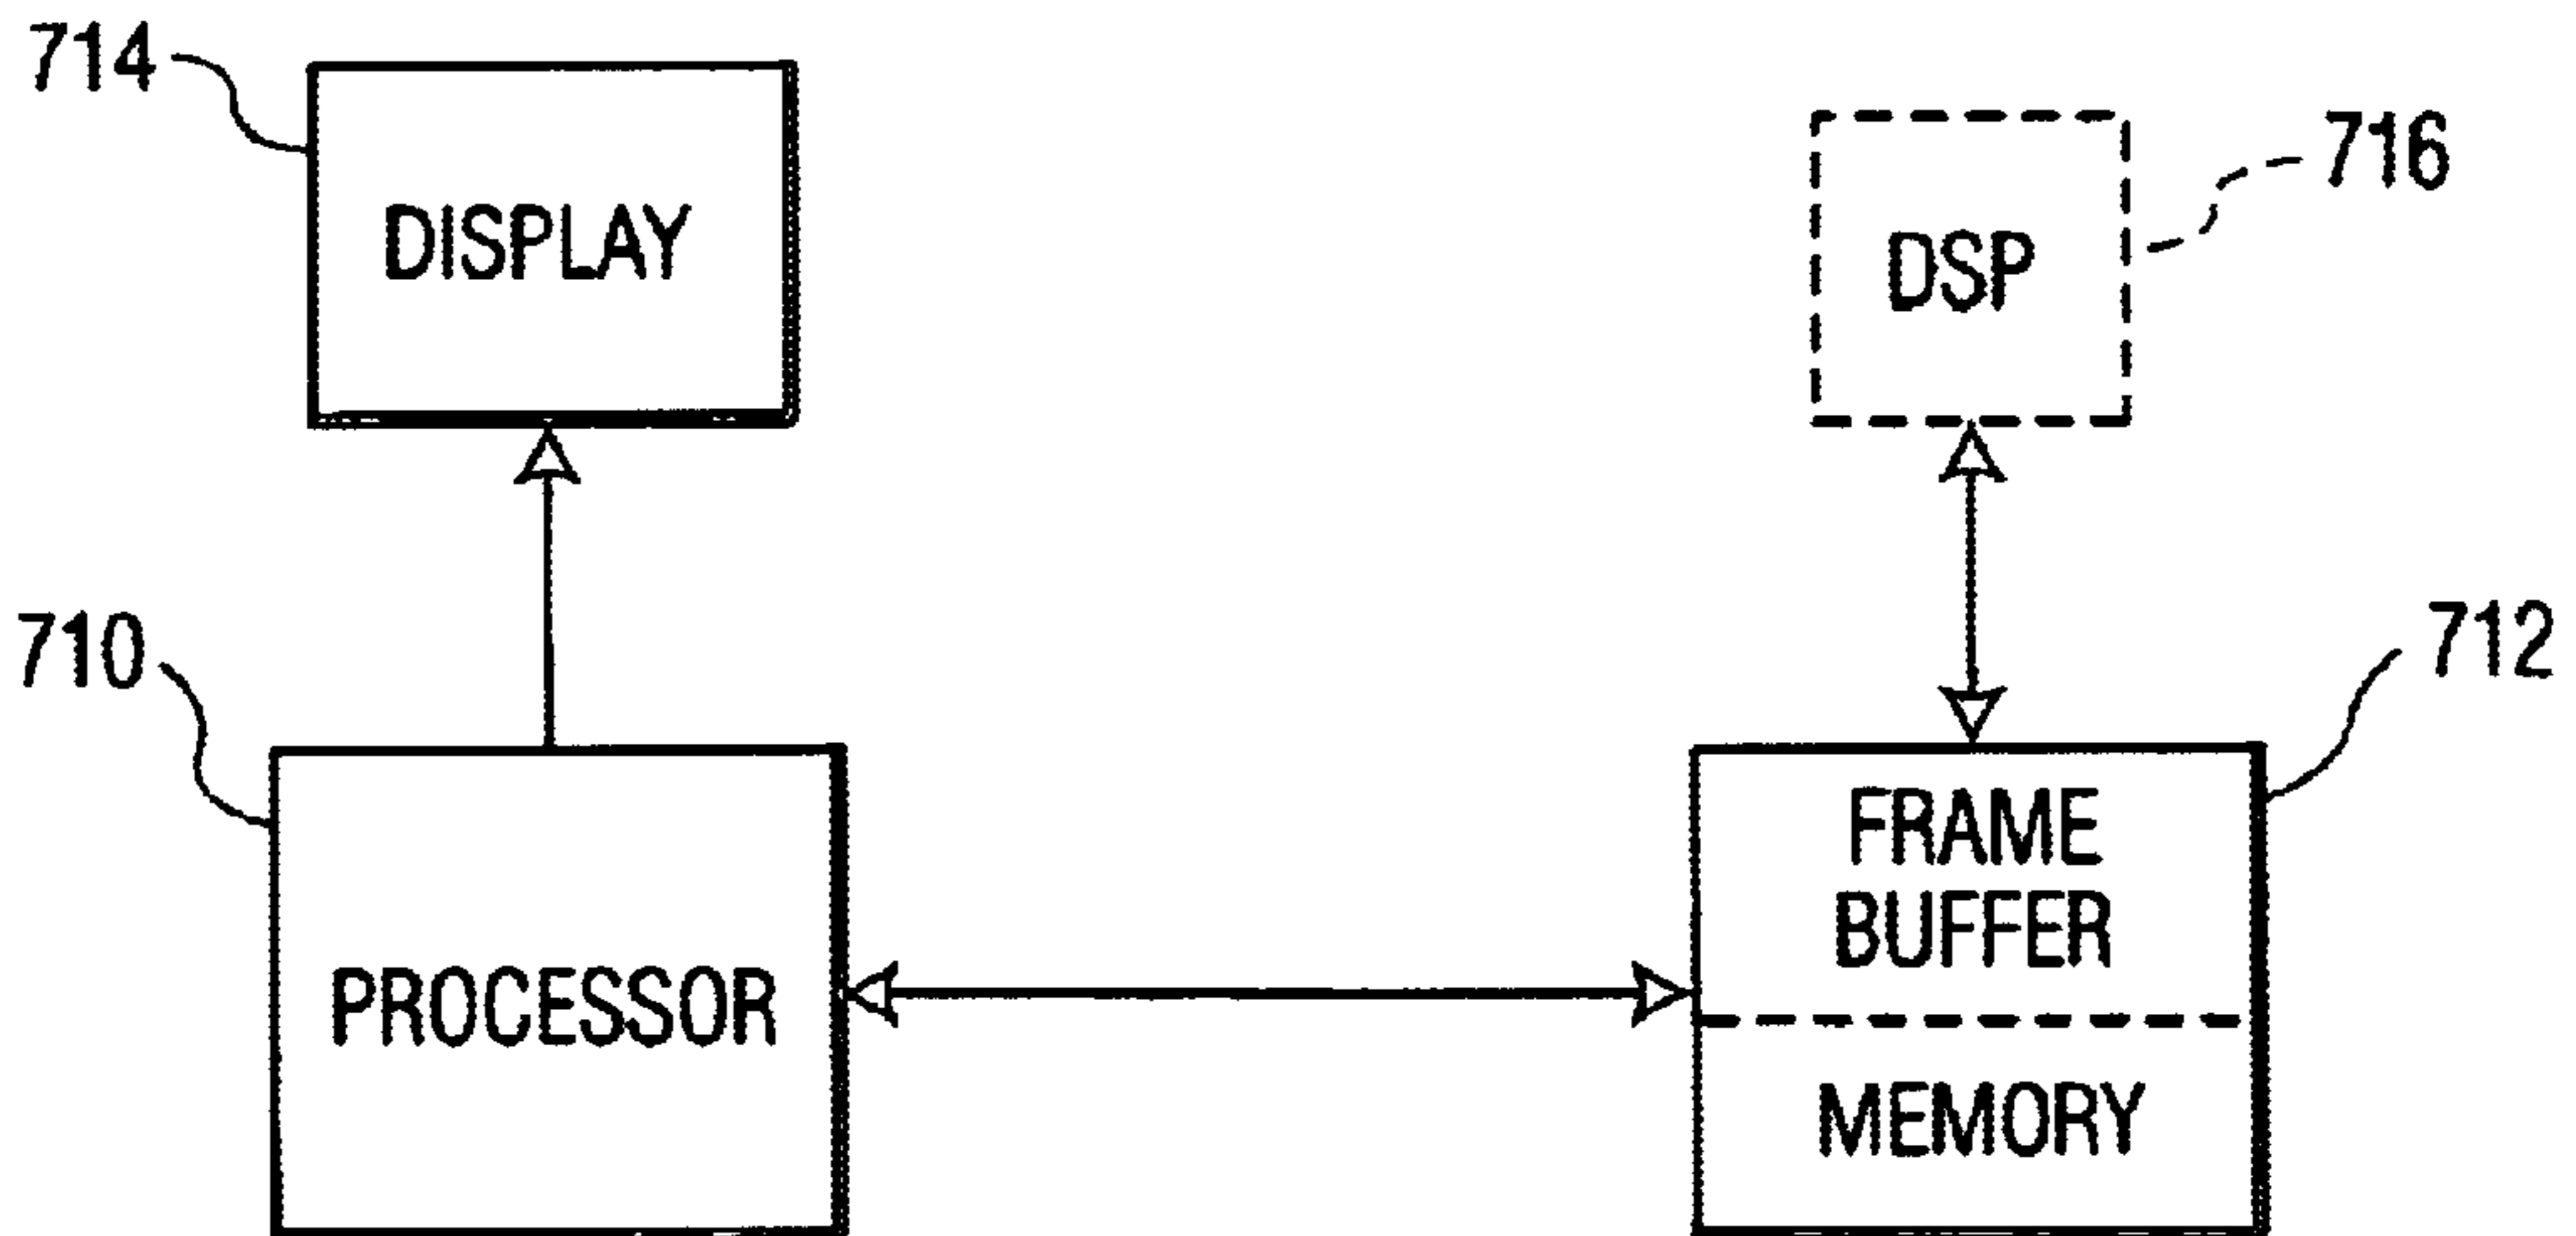 714
DISPLAY
DSP
716
710
PROCESSOR
712
FRAME
BUFFER
MEMORY